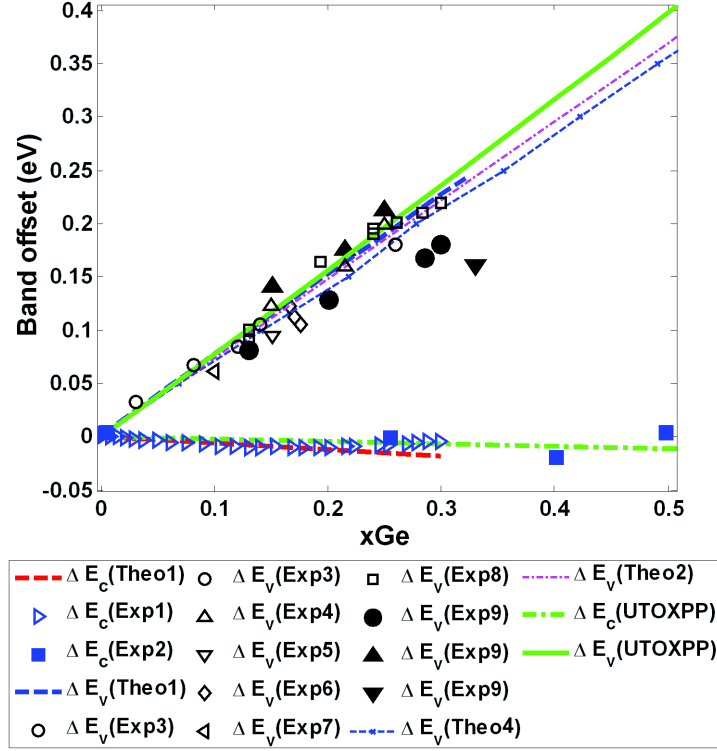 0.4
0.35
0.3
0.25
0.2
0.15
0.1
0.05
0
-0.05
Band offset (eV)
0 0.1 0.2 0.3 0.4 0.5
xGe
Δ Ec(Theo1) Δ Ev(Exp3) Δ Ev(Exp8) Δ Ev(Theo2)
Δ Ec(Exp1) Δ Ev(Exp4) Δ Ev(Exp9) Δ Ec(UTOXPP)
Δ Ec(Exp2) Δ Ev(Exp5) Δ Ev(Exp9) Δ Ev(UTOXPP)
Δ Ev(Theo1) Δ Ev(Exp6) Δ Ev(Exp9)
Δ Ev(Exp3) Δ Ev(Exp7) Δ Ev(Theo4)